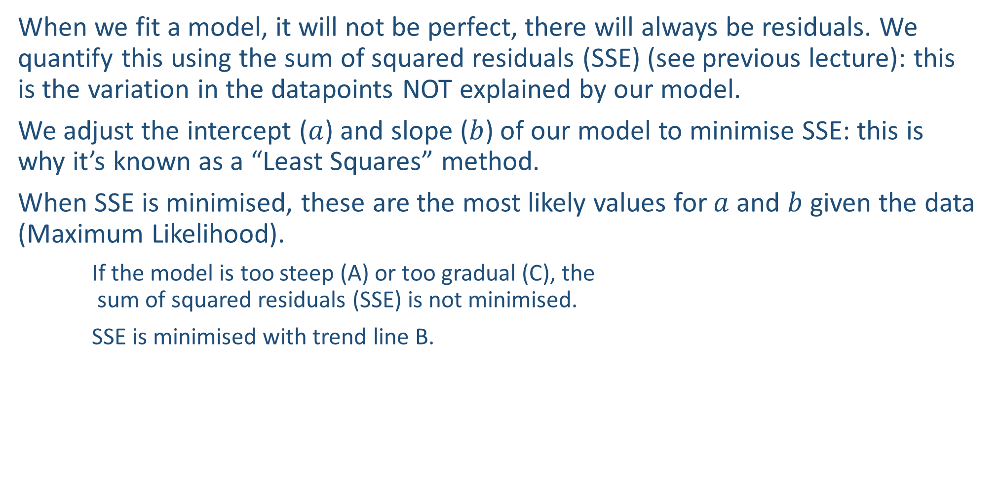 When we fit a model, it will not be perfect, there will always be residuals. We
quantify this using the sum of squared residuals (SSE) (see previous lecture): this
is the variation in the datapoints NOT explained by our model.
We adjust the intercept (𝑎) and slope (𝑏) of our model to minimise SSE: this is
why it’s known as a “Least Squares” method.
When SSE is minimised, these are the most likely values for 𝑎 and 𝑏 given the data
(Maximum Likelihood).
If the model is too steep (A) or too gradual (C), the
sum of squared residuals (SSE) is not minimised.
SSE is minimised with trend line B.